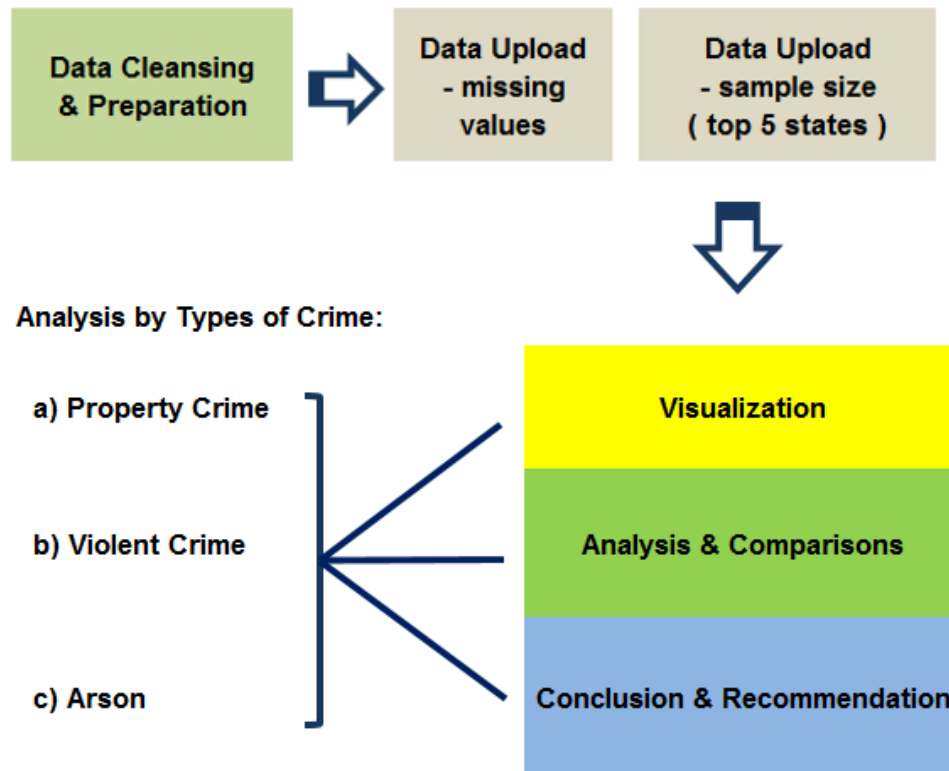 Data Cleansing
& Preparation
Data Upload
- missing
values
Data Upload
- sample size
( top 5 states )
Analysis by Types of Crime:
a) Property Crime
b) Violent Crime
c) Arson
Visualization
Analysis & Comparisons
Conclusion & Recommendation